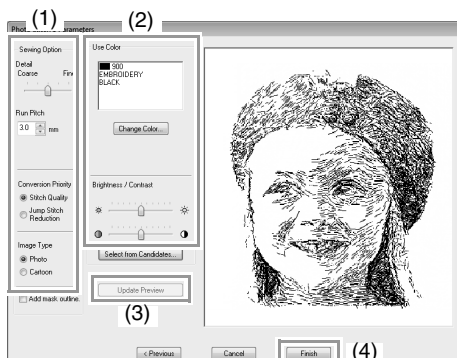 (1)
(2)
Photo
Parameters
Sewing Option
Use Color
Detail
Coarse
Fine
900
EMBROIDERY
BLACK
Run Pitch
3.0 mm
Change Color...
Conversion Priority
Stitch Quality
Jump Stitch
Reduction
Brightness / Contrast
Image Type
Photo
Cartoon
Select from Candidates...
Add mask outline.
Update Preview
(3)
< Previous
Cancel
Finish
(4)